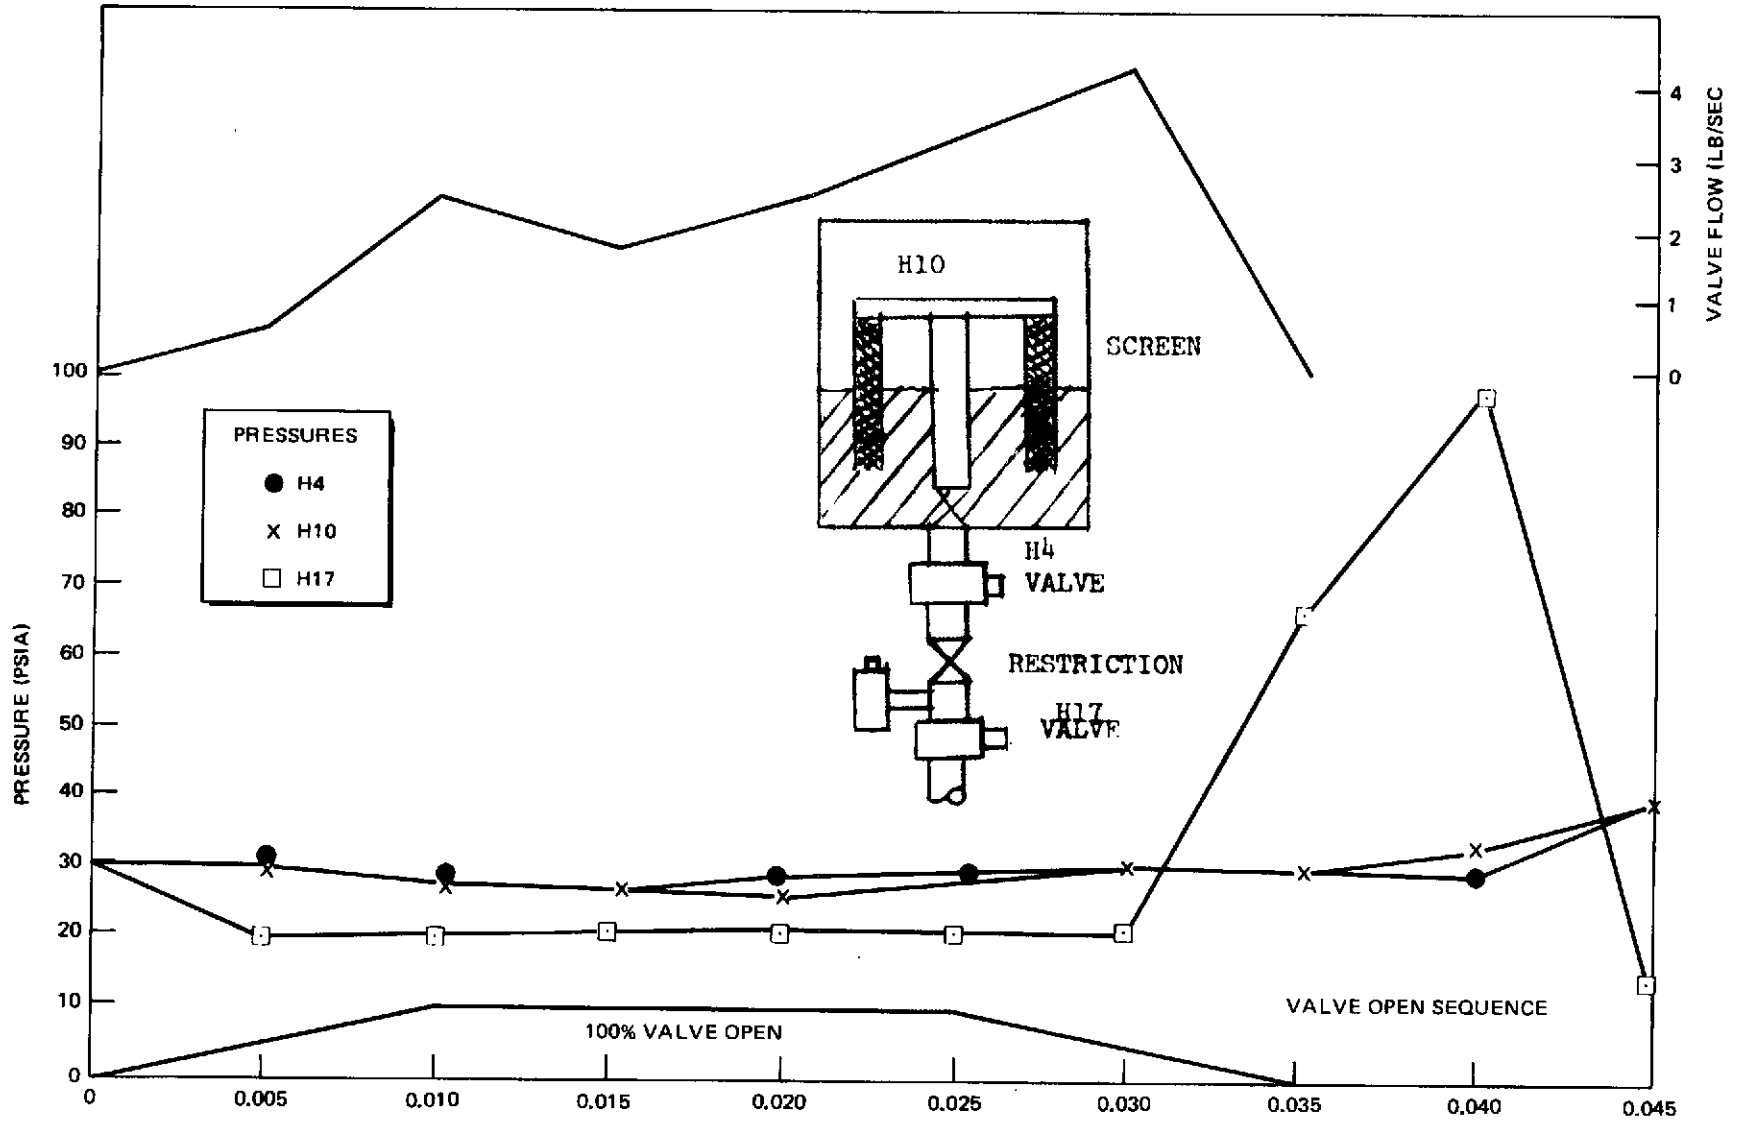 4
3
2
1
0
VALVE FLOW (LB/SEC
H10
SCREEN
100
90
80
70
60
50
40
30
20
10
0
PRESSURE (PSIA)
PRESSURES
H4
H10
H17
H4
VALVE
RESTRICTION
H17
VALVE
VALVE OPEN SEQUENCE
100% VALVE OPEN
0 0.005 0.010 0.015 0.020 0.025 0.030 0.035 0.040 0.045